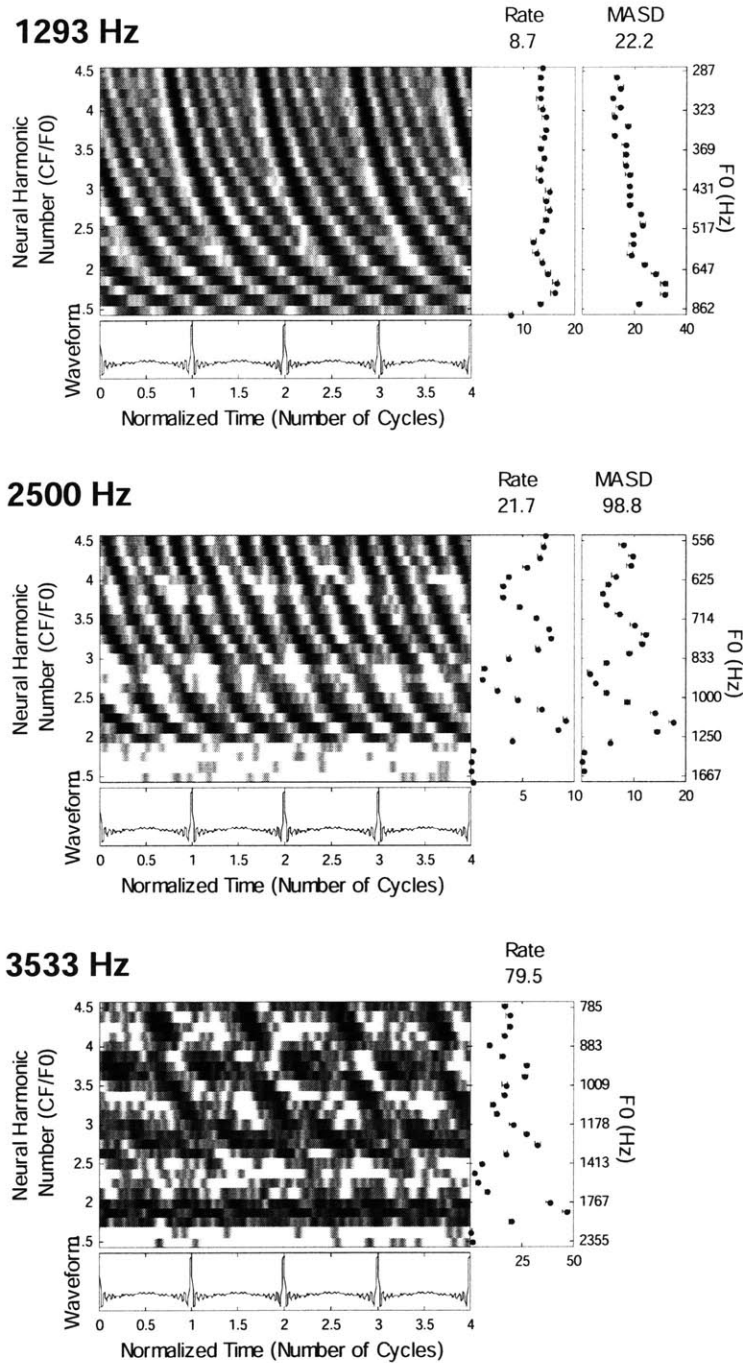 1293 Hz
Rate
8.7
MASD
22.2
Neural Harmonic
Number (CF/F0)
4.5
4
3.5
3
2.5
2
1.5
287
323
369
431
517
647
862
F0 (Hz)
0
10
20
0
20
40
Waveform
0 0.5 1 1.5 2 2.5 3 3.5 4
Normalized Time (Number of Cycles)
2500 Hz
Rate
21.7
MASD
98.8
Neural Harmonic
Number (CF/F0)
4.5
4
3.5
3
2.5
2
1.5
556
625
714
833
1000
1250
1667
F0 (Hz)
5
10
10
20
Waveform
0 0.5 1 1.5 2 2.5 3 3.5 4
Normalized Time (Number of Cycles)
3533 Hz
Rate
79.5
Neural Harmonic
Number (CF/F0)
4.5
4
3.5
3
2.5
2
1.5
785
883
1009
1178
1413
1767
2355
F0 (Hz)
25
50
Waveform
0 0.5 1 1.5 2 2.5 3 3.5 4
Normalized Time (Number of Cycles)